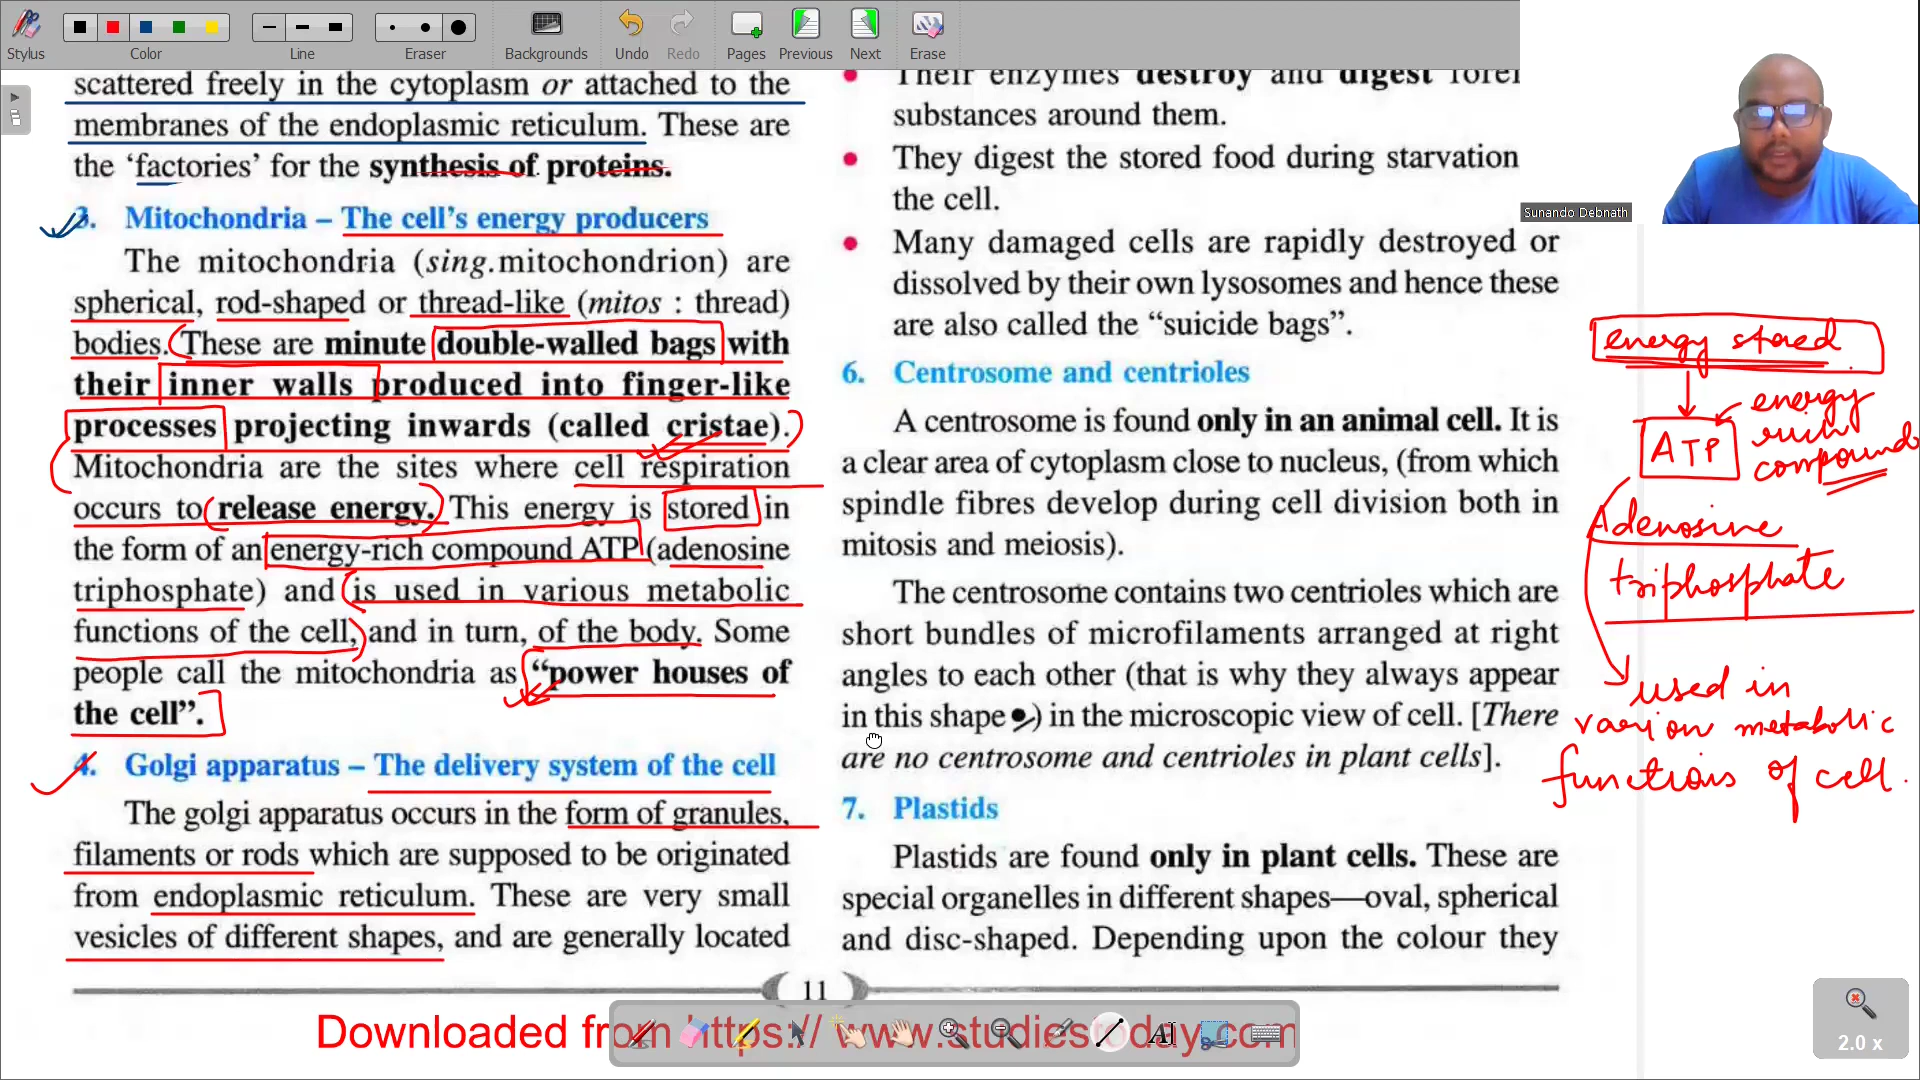 Stylus
Color
Line
Eraser
Backgrounds
Undo
Redo
Pages
Previous
Next
Erase
scattered freely in the cytoplasm or attached to the
membranes of the endoplasmic reticulum. These are
the ‘factories’ for the synthesis of proteins.
3. Mitochondria – The cell’s energy producers
The mitochondria (sing.mitochondrion) are
spherical, rod-shaped or thread-like (mitos : thread)
bodies. These are minute double-walled bags with
their inner walls produced into finger-like
processes projecting inwards (called cristae).
Mitochondria are the sites where cell respiration
occurs to release energy. This energy is stored in
the form of an energy-rich compound ATP (adenosine
triphosphate) and is used in various metabolic
functions of the cell, and in turn, of the body. Some
people call the mitochondria as “power houses of
the cell”.
4. Golgi apparatus – The delivery system of the cell
The golgi apparatus occurs in the form of granules,
filaments or rods which are supposed to be originated
from endoplasmic reticulum. These are very small
vesicles of different shapes, and are generally located
Their enzymes destroy and digest
substances around them.
They digest the stored food during starvation
the cell.
Many damaged cells are rapidly destroyed or
dissolved by their own lysosomes and hence these
are also called the “suicide bags”.
6. Centrosome and centrioles
A centrosome is found only in an animal cell. It is
a clear area of cytoplasm close to nucleus, (from which
spindle fibres develop during cell division both in
mitosis and meiosis).
The centrosome contains two centrioles which are
short bundles of microfilaments arranged at right
angles to each other (that is why they always appear
in this shape ) in the microscopic view of cell. [There
are no centrosome and centrioles in plant cells].
7. Plastids
Plastids are found only in plant cells. These are
special organelles in different shapes—oval, spherical
and disc-shaped. Depending upon the colour they
11
Downloaded from https:// www.studiestoday.com
Sunando Debnath
energy stored
energy
rich
compound
ATP
Adenosine
triphosphate
used in
variou metabolic
functions of cell.
2.0 x